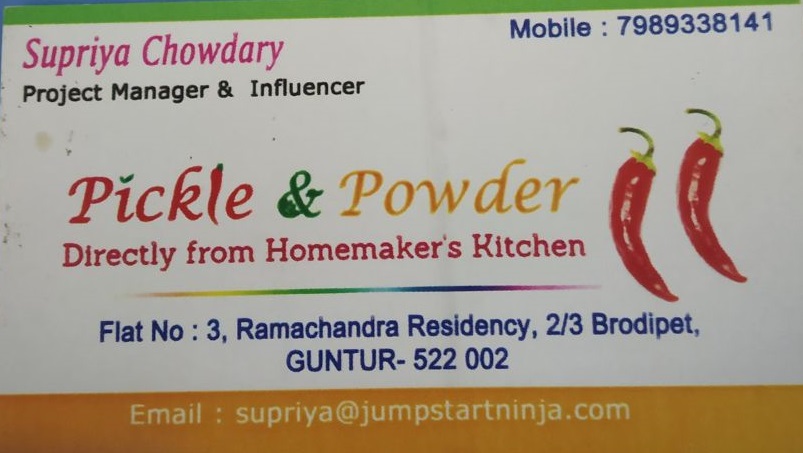 Supriya Chowdary
Mobile : 7989338141
Project Manager & Influencer
Pickle & Powder
Directly from Homemaker's Kitchen
Flat No : 3, Ramachandra Residency, 2/3 Brodipet,
GUNTUR- 522 002
Email : supriya@jumpstartninja.com